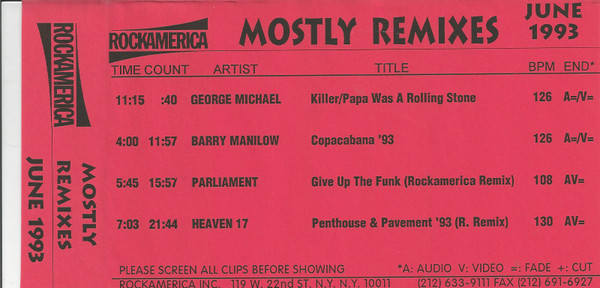 ROCKAMERICA
MOSTLY
REMIXES
JUNE 1993
ROCKAMERICA
MOSTLY REMIXES
JUNE
1993
TIME COUNT ARTIST TITLE BPM END*
11:15 :40 GEORGE MICHAEL Killer/Papa Was A Rolling Stone 126 A=/V=
4:00 11:57 BARRY MANILOW Copacabana '93 126 A=/V=
5:45 15:57 PARLIAMENT Give Up The Funk (Rockamerica Remix) 108 AV=
7:03 21:44 HEAVEN 17 Penthouse & Pavement '93 (R. Remix) 130 AV=
PLEASE SCREEN ALL CLIPS BEFORE SHOWING *A: AUDIO V: VIDEO =: FADE +: CUT
ROCKAMERICA INC. 119 W. 22nd ST, N.Y, N.Y. 10011 (212) 633-9111 FAX (212) 691-6927